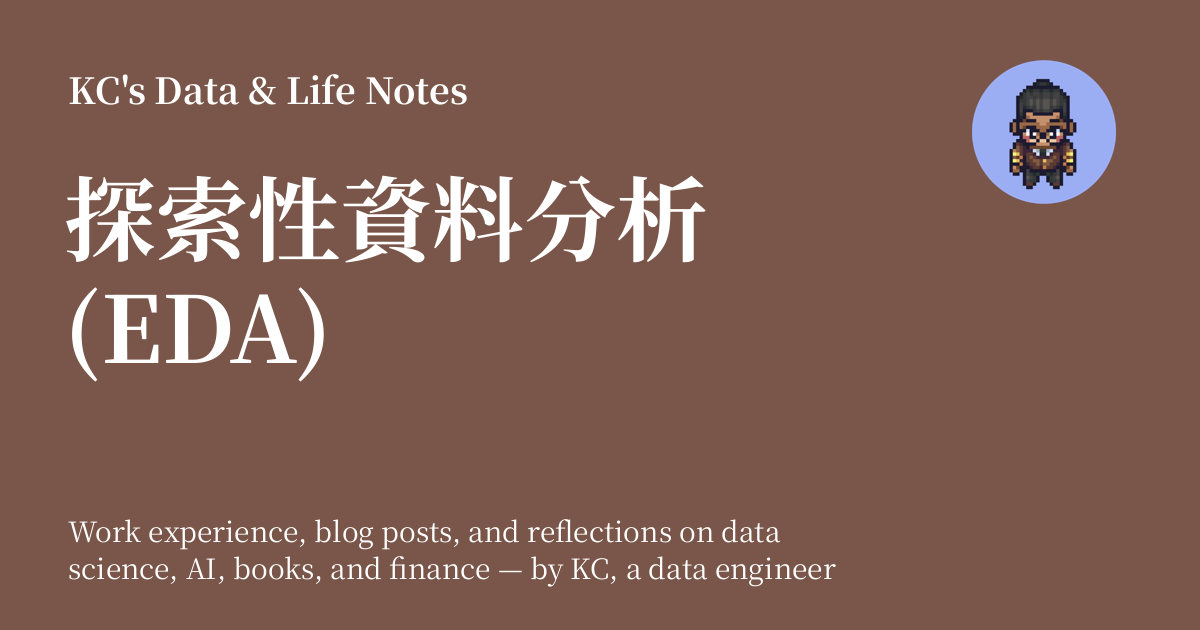 KC's Data & Life Notes
探索性資料分析
(EDA)
Work experience, blog posts, and reflections on data
science, AI, books, and finance — by KC, a data engineer